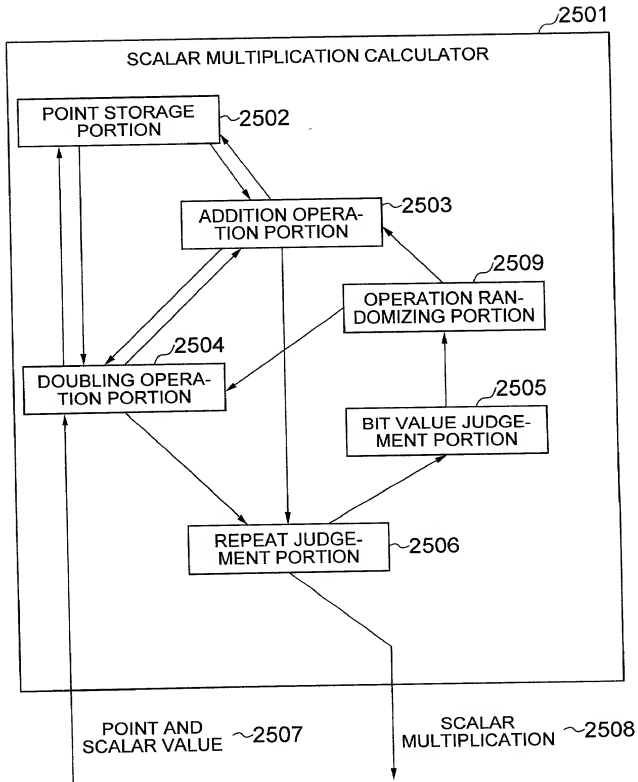 2501
SCALAR MULTIPLICATION CALCULATOR
POINT STORAGE
PORTION
2502
ADDITION OPERA-
TION PORTION
2503
2509
OPERATION RAN-
DOMIZING PORTION
2504
DOUBLING OPERA-
TION PORTION
2505
BIT VALUE JUDGE-
MENT PORTION
REPEAT JUDGE-
MENT PORTION
2506
POINT AND
SCALAR VALUE
2507
SCALAR
MULTIPLICATION
2508